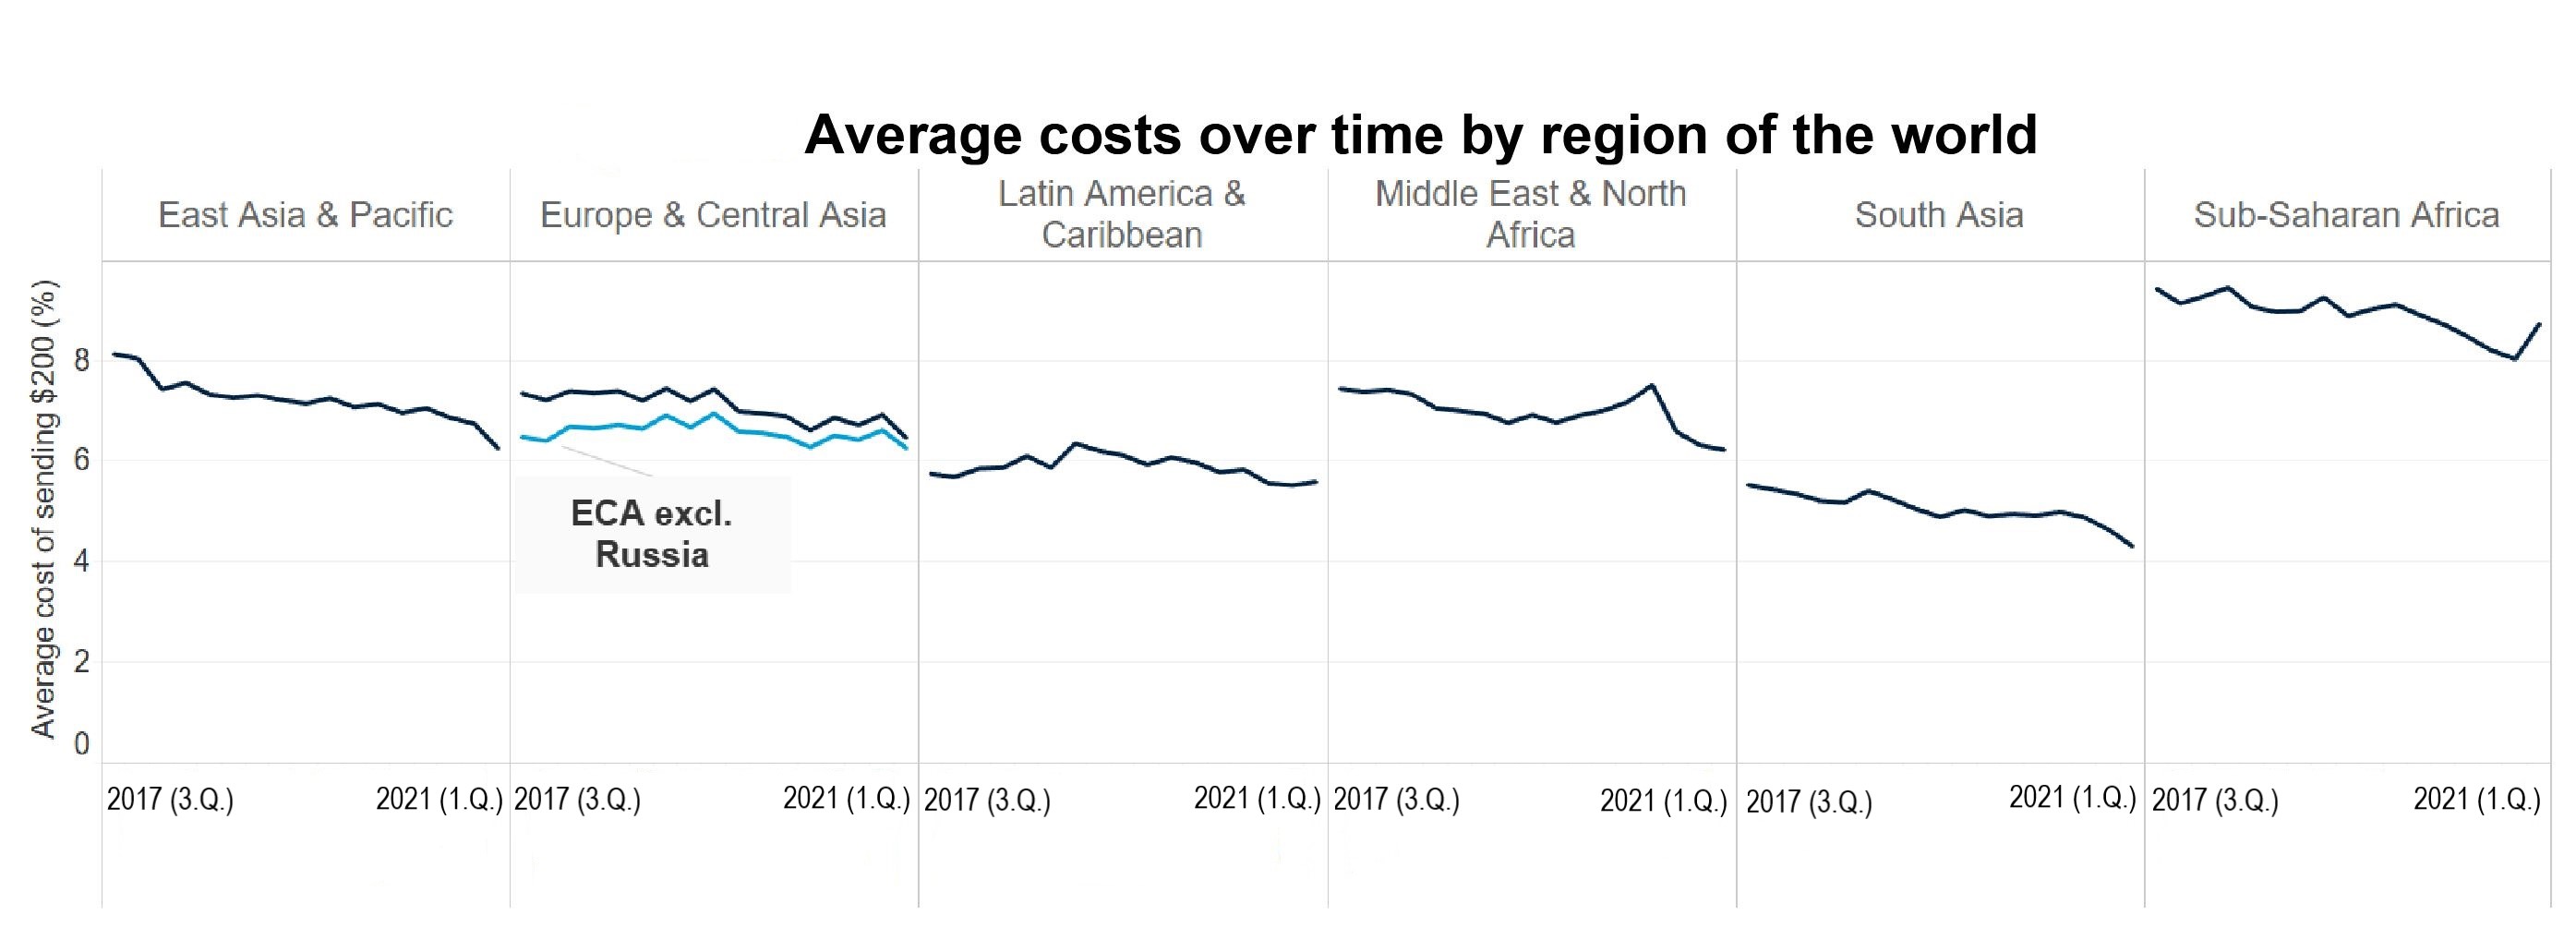 Average costs over time by region of the world
East Asia & Pacific
Europe & Central Asia
Latin America &
Caribbean
Middle East & North
Africa
South Asia
Sub-Saharan Africa
Average cost of sending $200 (%)
8
6
4
2
0
ECA excl.
Russia
2017 (3.Q.) 2021 (1.Q.)
2017 (3.Q.) 2021 (1.Q.)
2017 (3.Q.) 2021 (1.Q.)
2017 (3.Q.) 2021 (1.Q.)
2017 (3.Q.) 2021 (1.Q.)
2017 (3.Q.) 2021 (1.Q.)